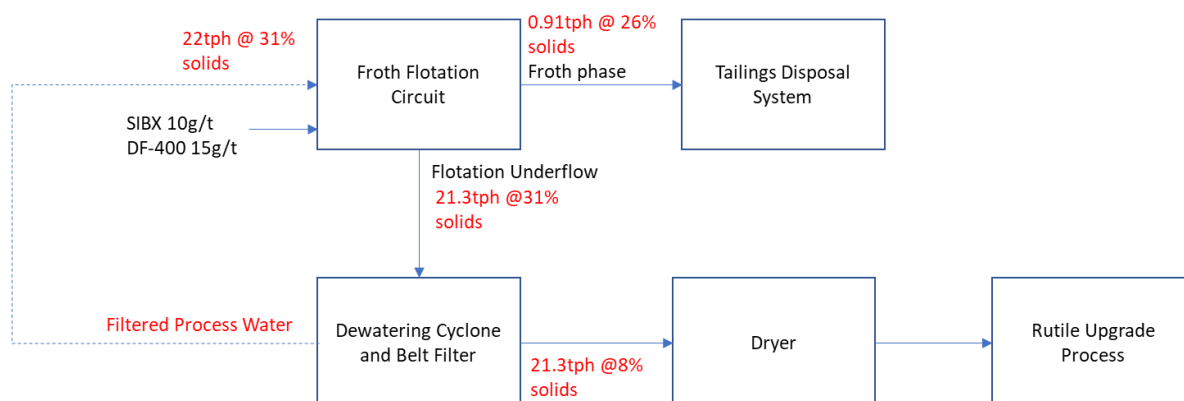 22tph @ 31%
solids
SIBX 10g/t
DF-400 15g/t
Froth Flotation
Circuit
0.91tph @ 26%
solids
Froth phase
Tailings Disposal
System
Flotation Underflow
21.3tph @31%
solids
Filtered Process Water
Dewatering Cyclone
and Belt Filter
21.3tph @8%
solids
Dryer
Rutile Upgrade
Process